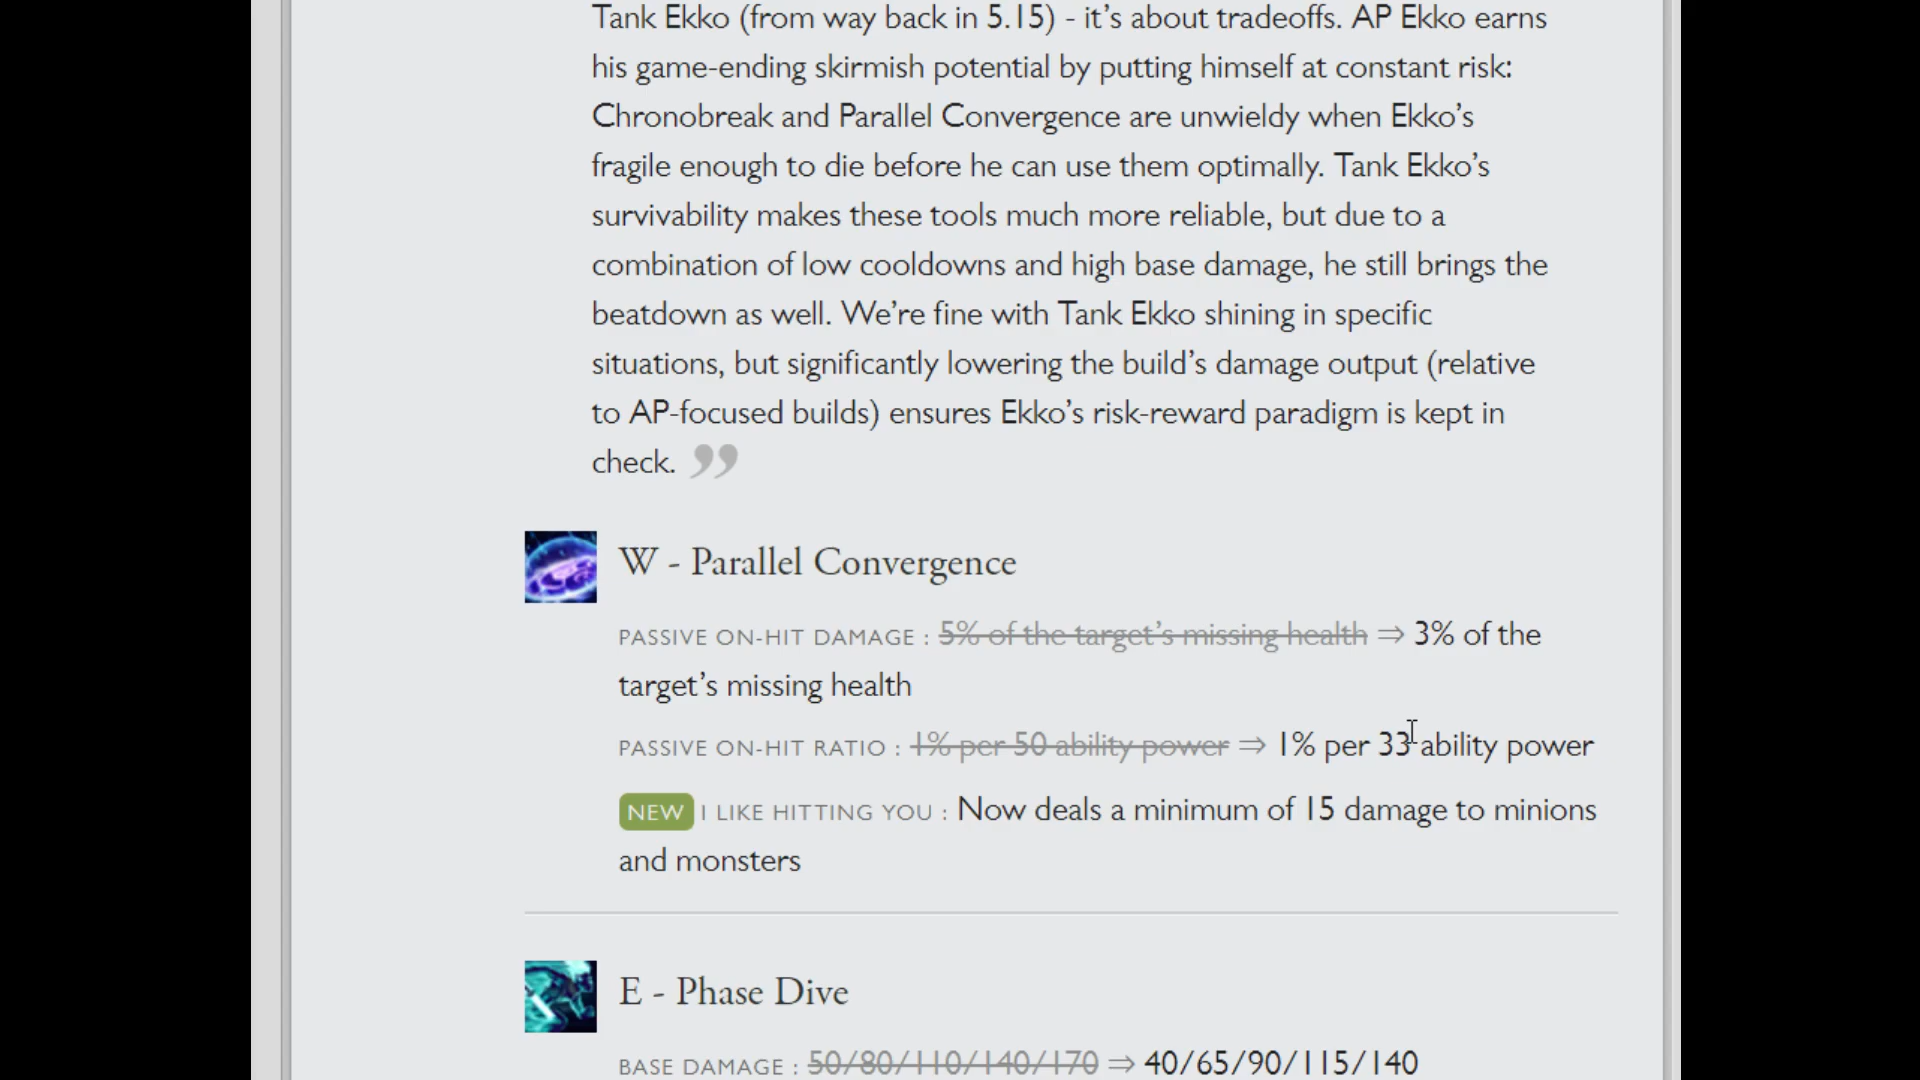 Tank Ekko (from way back in 5.15) - it’s about tradeoffs. AP Ekko earns
his game-ending skirmish potential by putting himself at constant risk:
Chronobreak and Parallel Convergence are unwieldy when Ekko’s
fragile enough to die before he can use them optimally. Tank Ekko’s
survivability makes these tools much more reliable, but due to a
combination of low cooldowns and high base damage, he still brings the
beatdown as well. We’re fine with Tank Ekko shining in specific
situations, but significantly lowering the build’s damage output (relative
to AP-focused builds) ensures Ekko’s risk-reward paradigm is kept in
check. ”
W - Parallel Convergence
PASSIVE ON-HIT DAMAGE : 5% of the target’s missing health ⇒ 3% of the
target’s missing health
PASSIVE ON-HIT RATIO : 1% per 50 ability power ⇒ 1% per 33 ability power
NEW I LIKE HITTING YOU : Now deals a minimum of 15 damage to minions
and monsters
E - Phase Dive
BASE DAMAGE : 50/80/110/140/170 ⇒ 40/65/90/115/140